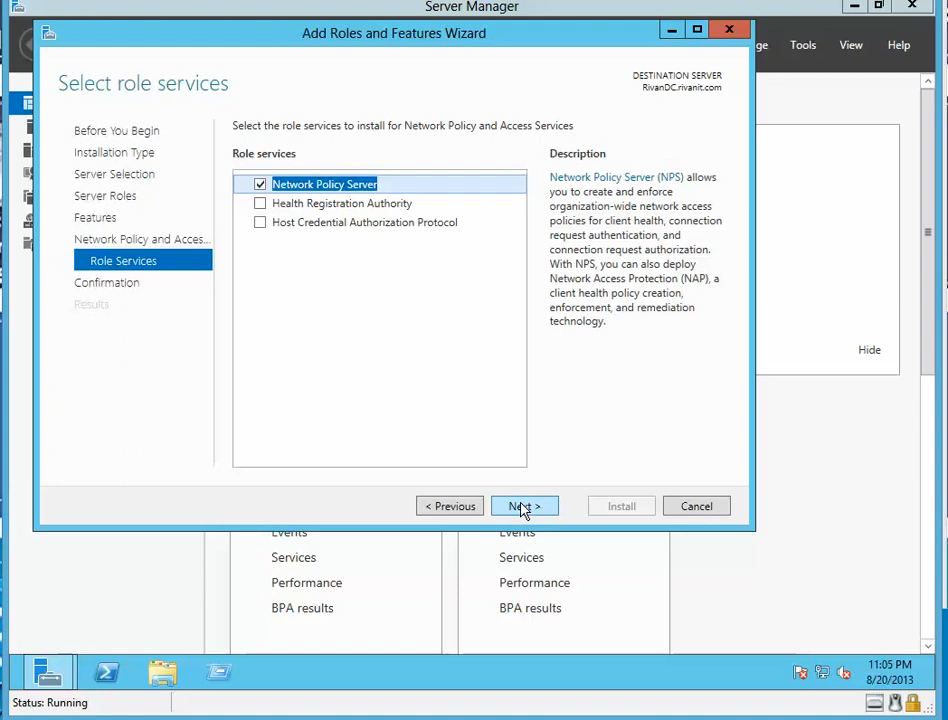 Server Manager
Add Roles and Features Wizard
Tools
View
Help
Select role services
DESTINATION SERVER
RivanDC.rivanit.com
Before You Begin
Installation Type
Server Selection
Server Roles
Features
Network Policy and Acces...
Role Services
Confirmation
Results
Select the role services to install for Network Policy and Access Services
Role services
Network Policy Server
Health Registration Authority
Host Credential Authorization Protocol
Description
Network Policy Server (NPS) allows
you to create and enforce
organization-wide network access
policies for client health, connection
request authentication, and
connection request authorization.
With NPS, you can also deploy
Network Access Protection (NAP), a
client health policy creation,
enforcement, and remediation
technology.
Hide
< Previous
Next >
Install
Cancel
Events
Services
Performance
BPA results
Events
Services
Performance
BPA results
11:05 PM
8/20/2013
Status: Running